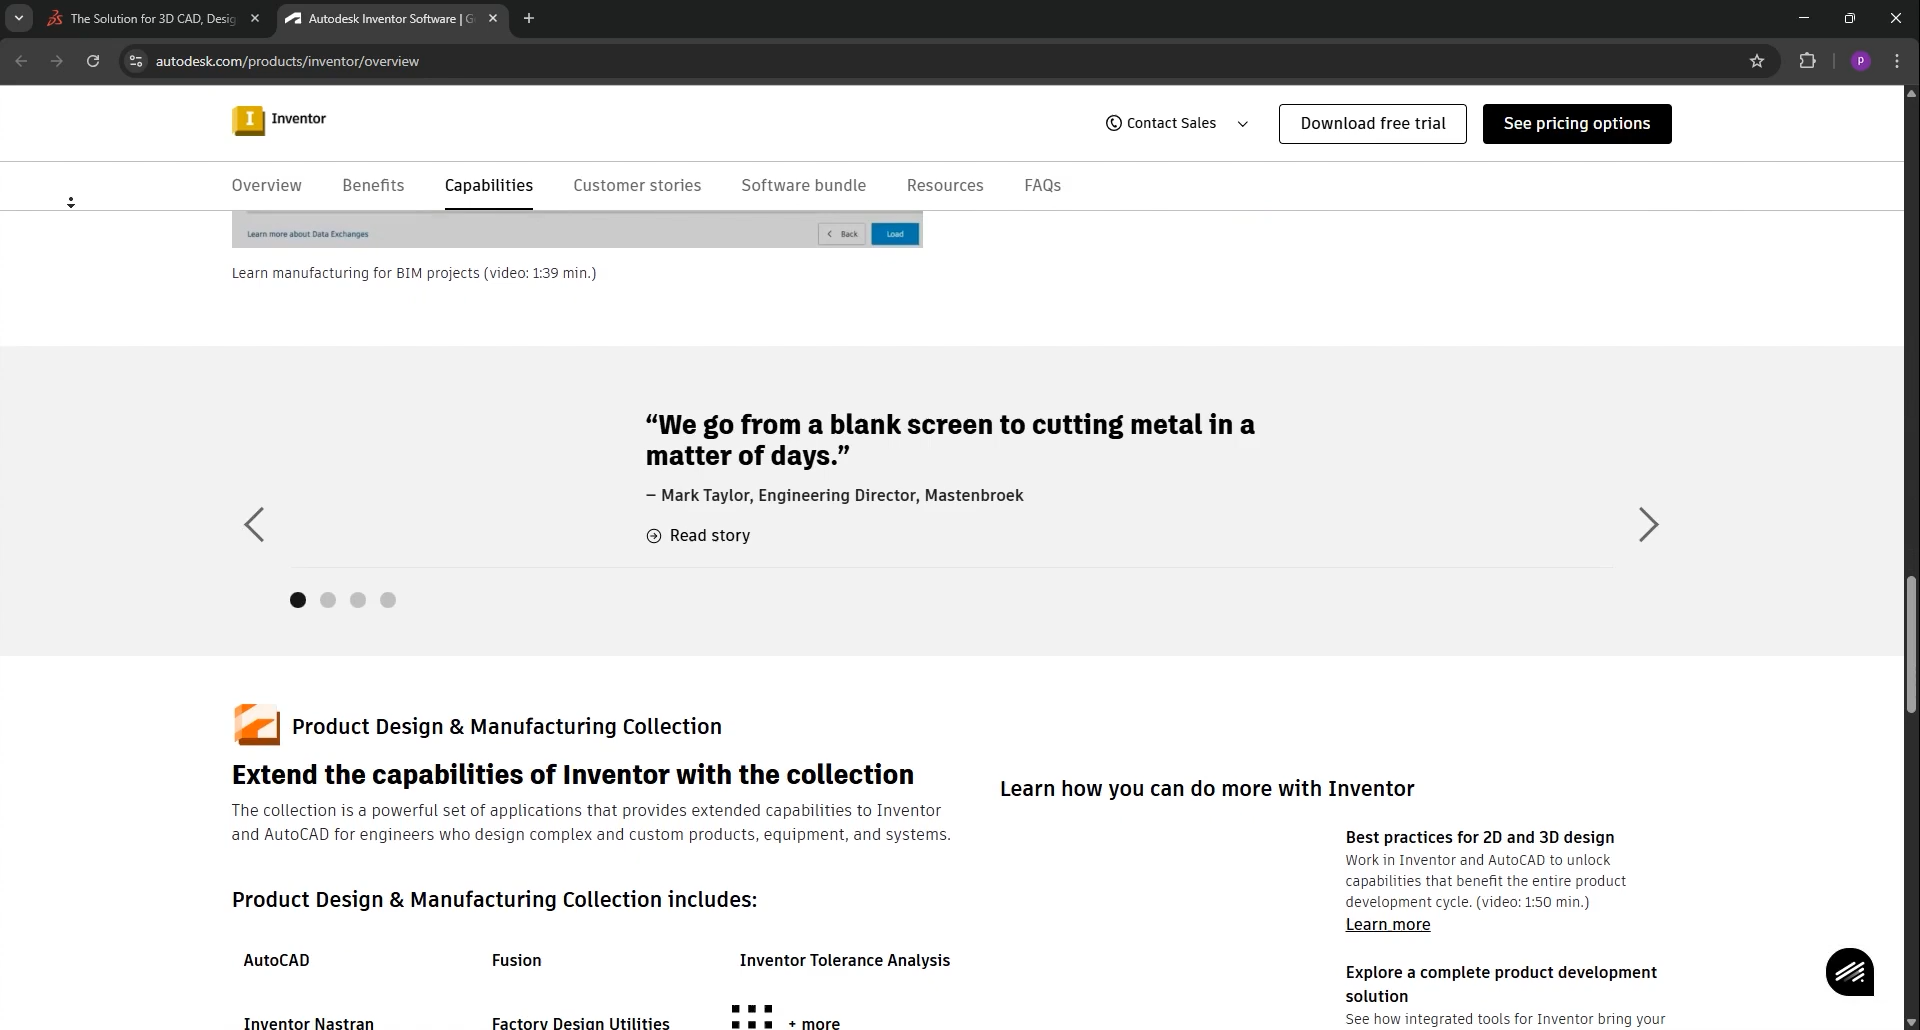 The Solution for 3D CAD, Desig
Autodesk Inventor Software | G
autodesk.com/products/inventor/overview
P
I
Inventor
Contact Sales
Download free trial
See pricing options
Overview
Benefits
Capabilities
Customer stories
Software bundle
Resources
FAQs
Learn more about Data Exchanges
Back
Load
Learn manufacturing for BIM projects (video: 1:39 min.)
“We go from a blank screen to cutting metal in a
matter of days.”
– Mark Taylor, Engineering Director, Mastenbroek
Read story
Product Design & Manufacturing Collection
Extend the capabilities of Inventor with the collection
The collection is a powerful set of applications that provides extended capabilities to Inventor
and AutoCAD for engineers who design complex and custom products, equipment, and systems.
Product Design & Manufacturing Collection includes:
AutoCAD
Fusion
Inventor Tolerance Analysis
Inventor Nastran
Factory Design Utilities
+ more
Learn how you can do more with Inventor
Best practices for 2D and 3D design
Work in Inventor and AutoCAD to unlock
capabilities that benefit the entire product
development cycle. (video: 1:50 min.)
Learn more
Explore a complete product development
solution
See how integrated tools for Inventor bring your